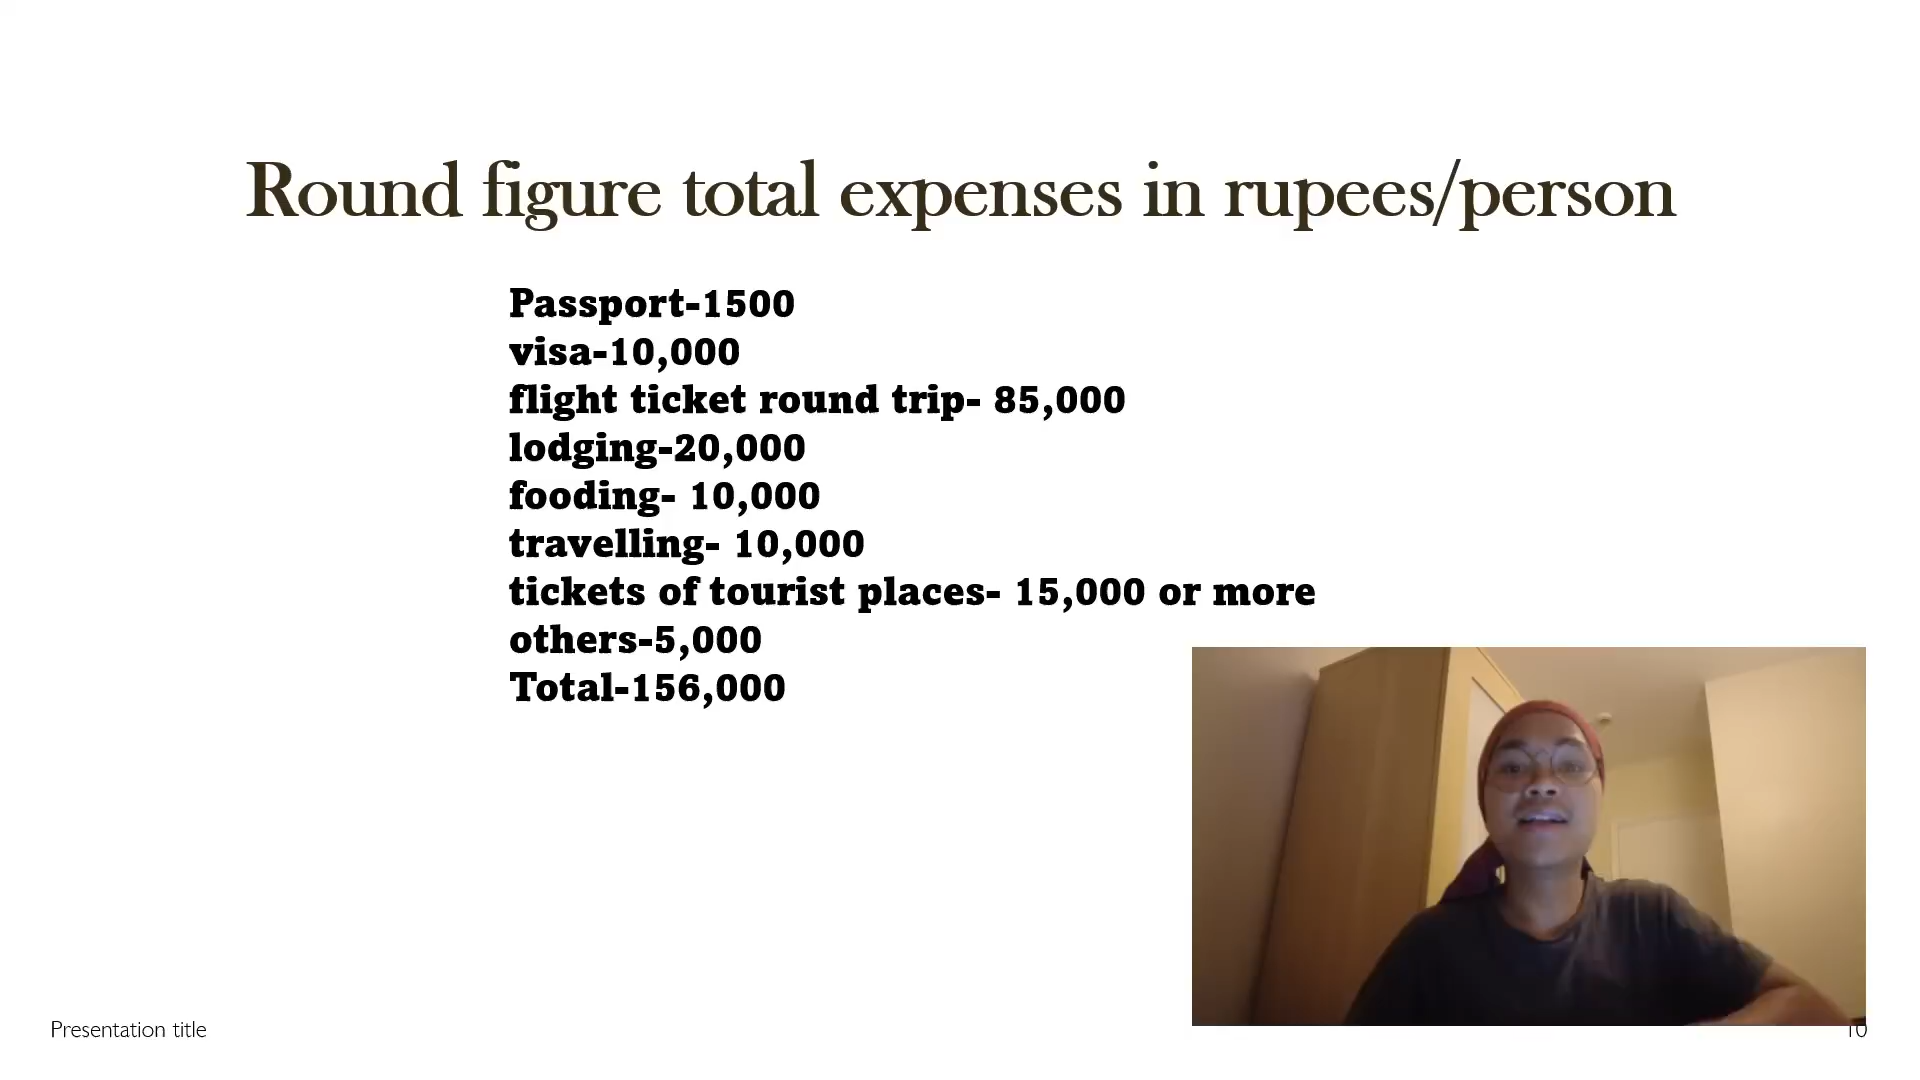 Round figure total expenses in rupees/person
Passport-1500
visa-10,000
flight ticket round trip- 85,000
lodging-20,000
fooding- 10,000
travelling- 10,000
tickets of tourist places- 15,000 or more
others-5,000
Total-156,000
Presentation title
10